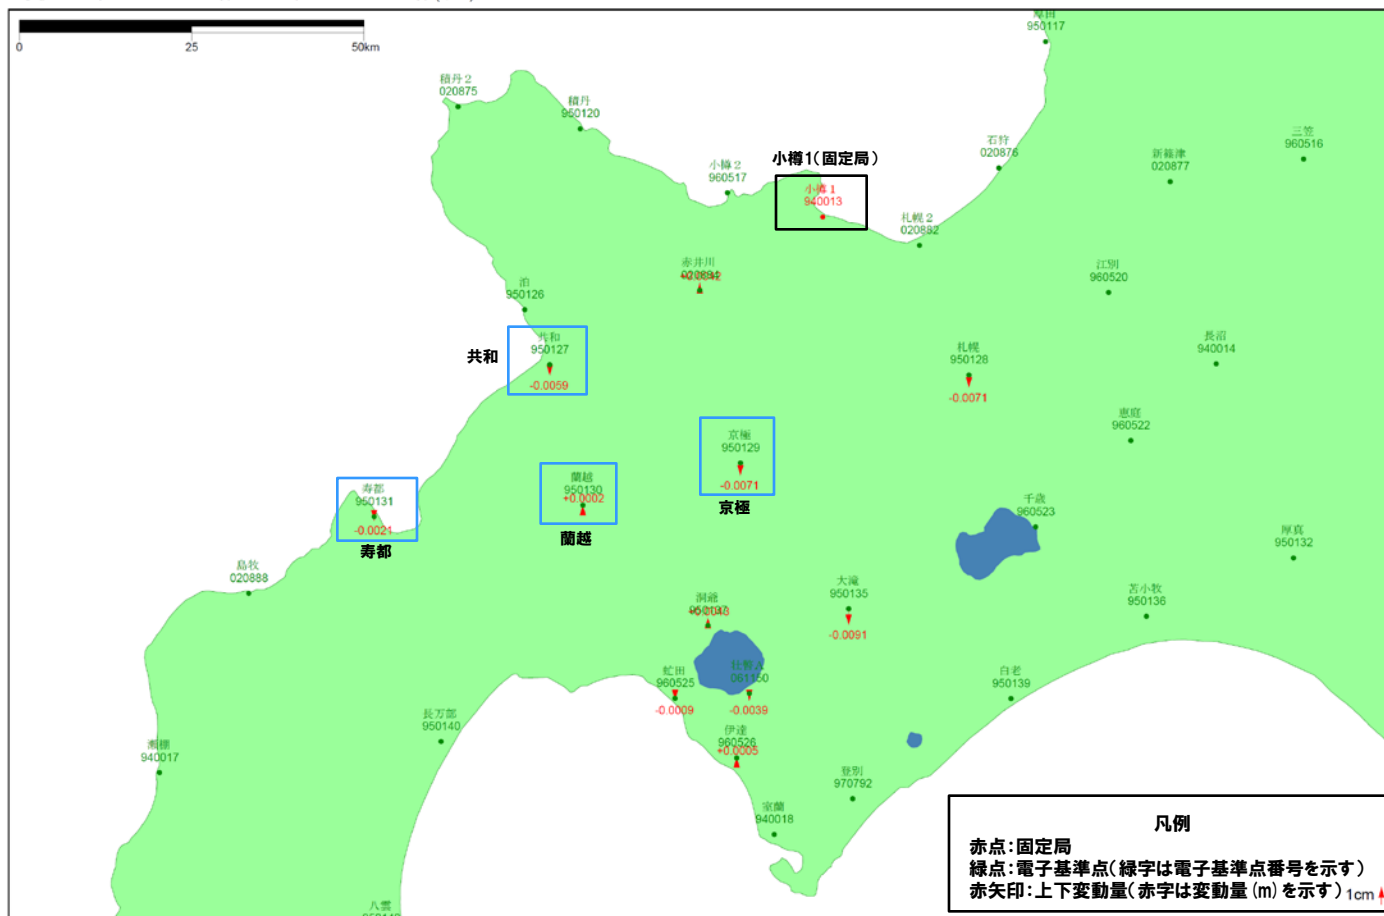 0
25
50km
厚田
950117
積丹2
020875
積丹
950120
石狩
020876
新篠津
020877
三笠
960516
小樽2
960517
小樽1(固定局)
小樽1
940013
札幌2
020882
赤井川
+0.0042
江別
960520
泊
950126
共和
共和
950127
-0.0059
札幌
950128
-0.0071
長沼
940014
恵庭
960522
京極
950129
-0.0071
京極
蘭越
950130
+0.0002
蘭越
寿都
950131
-0.0021
寿都
千歳
960523
厚真
950132
島牧
020888
大滝
950135
-0.0091
苫小牧
950136
洞爺
虻田
960525
-0.0009
061150
-0.0039
白老
950139
長万部
950140
伊達
960526
+0.0005
瀬棚
940017
登別
970792
室蘭
940018
八雲
凡例
赤点:固定局
緑点:電子基準点(緑字は電子基準点番号を示す)
赤矢印:上下変動量(赤字は変動量(m)を示す)
1cm